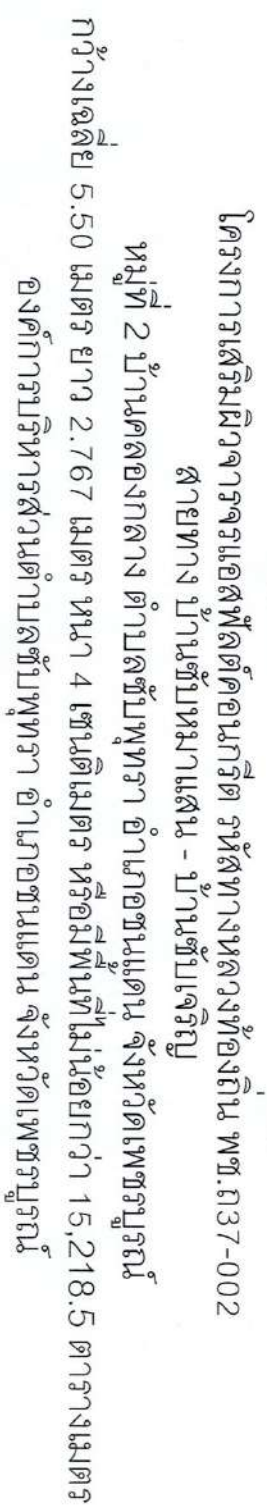 โครงการเสริมผิวจราจรแอสฟัลต์คอนกรีต รหัสทางหลวงท้องถิ่น พช.ถ37-002
สายทาง บ้านซับหมาแสน - บ้านซับเจริญ
หมู่ที่ 2 บ้านคลองกลาง ตำบลซับพุทรา อำเภอชนแดน จังหวัดเพชรบูรณ์
กว้างเฉลี่ย 5.50 เมตร ยาว 2.767 เมตร หนา 4 เซนติเมตร หรือมีพื้นที่ไม่น้อยกว่า 15,218.5 ตารางเมตร
องค์การบริหารส่วนตำบลซับพุทรา อำเภอชนแดน จังหวัดเพชรบูรณ์